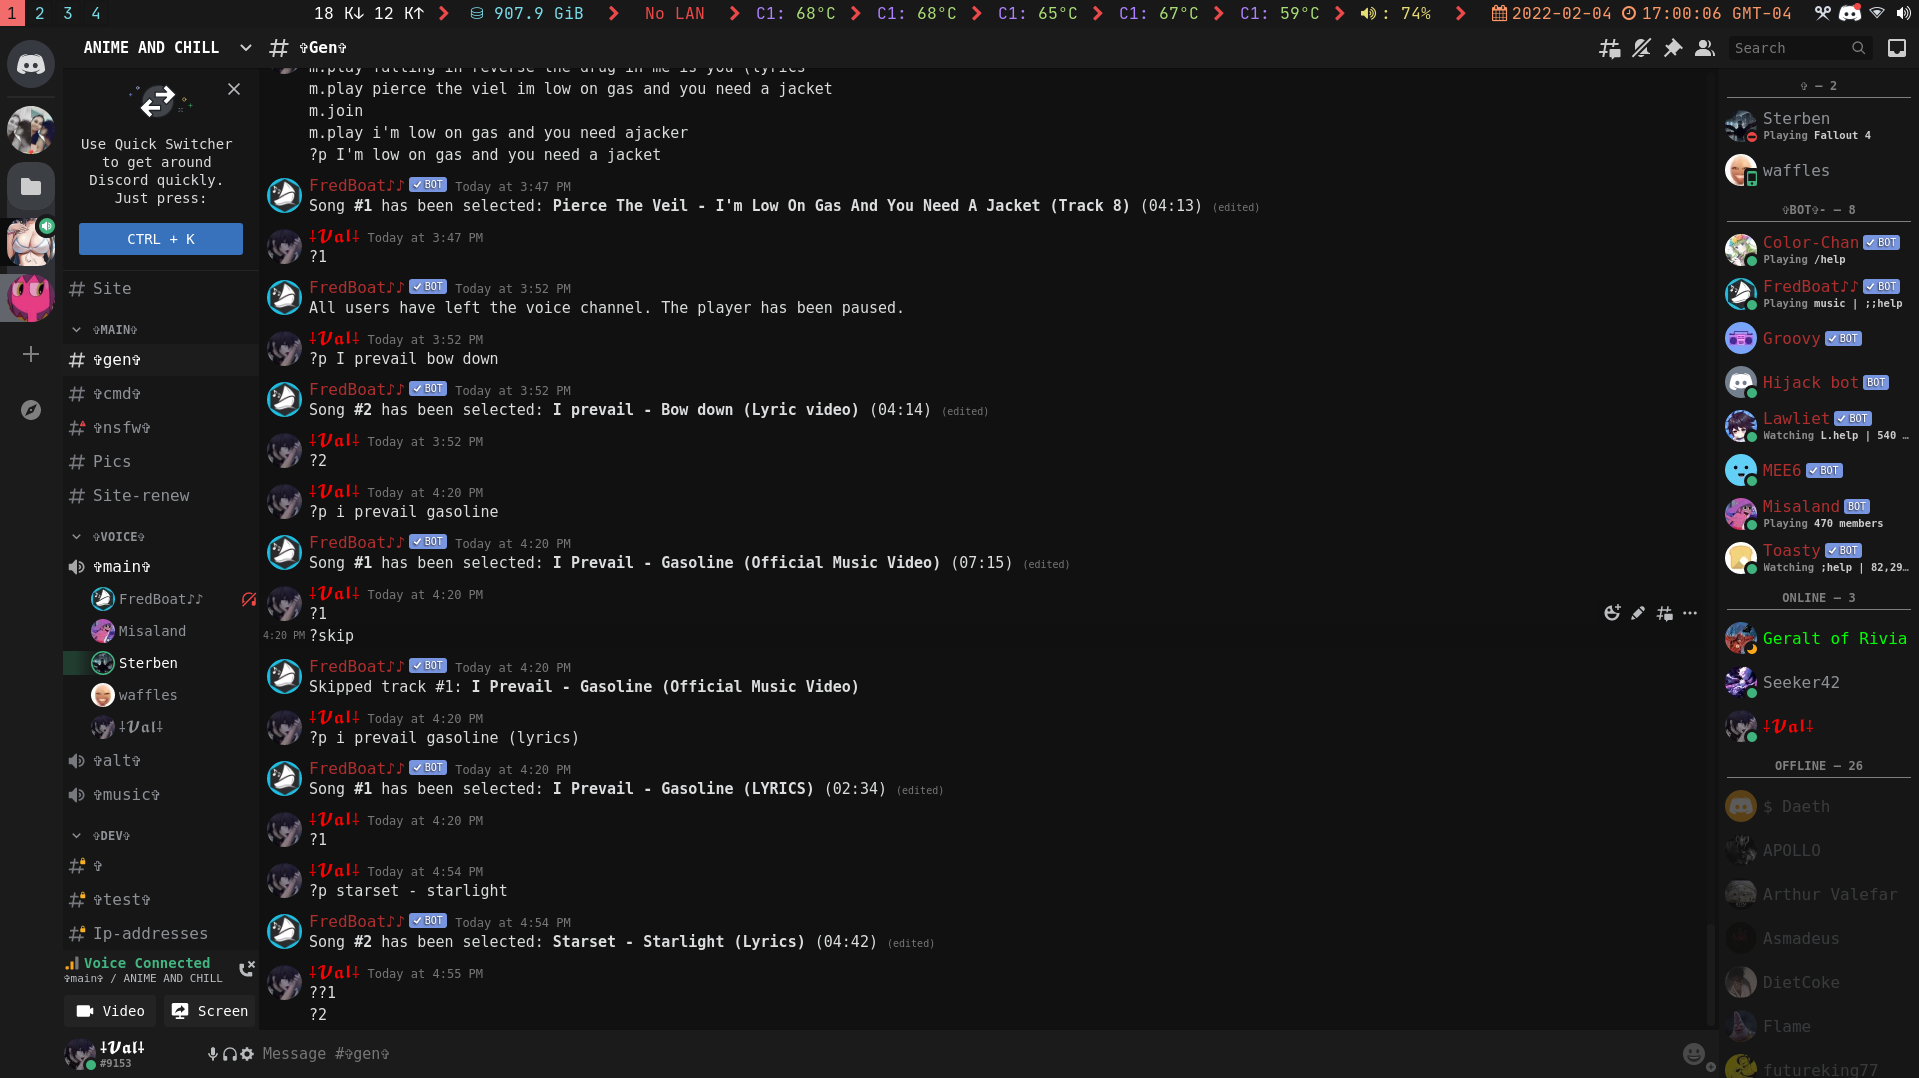 1 2 3 4 18 K↓ 12 K↑ 907.9 GiB No LAN C1: 68°C C1: 68°C C1: 65°C C1: 67°C C1: 59°C : 74% 2022-02-04 17:00:06 GMT-04
ANIME AND CHILL
✞Gen✞
Search
Use Quick Switcher
to get around
Discord quickly.
Just press:
CTRL + K
Site
✞MAIN✞
✞gen✞
✞cmd✞
✞nsfw✞
Pics
Site-renew
✞VOICE✞
✞main✞
FredBoat♪♪
Misaland
Sterben
waffles
⸸𝖁𝖆𝖑⸸
✞alt✞
✞music✞
✞DEV✞
✞
✞test✞
Ip-addresses
Voice Connected
✞main✞ / ANIME AND CHILL
Video Screen
⸸𝖁𝖆𝖑⸸
#9153
m.play falling in reverse the drug in me is you (lyrics
m.play pierce the viel im low on gas and you need a jacket
m.join
m.play i'm low on gas and you need ajacker
?p I'm low on gas and you need a jacket
FredBoat♪♪ BOT Today at 3:47 PM
Song #1 has been selected: Pierce The Veil - I'm Low On Gas And You Need A Jacket (Track 8) (04:13) (edited)
⸸𝖁𝖆𝖑⸸ Today at 3:47 PM
?1
FredBoat♪♪ BOT Today at 3:52 PM
All users have left the voice channel. The player has been paused.
⸸𝖁𝖆𝖑⸸ Today at 3:52 PM
?p I prevail bow down
FredBoat♪♪ BOT Today at 3:52 PM
Song #2 has been selected: I prevail - Bow down (Lyric video) (04:14) (edited)
⸸𝖁𝖆𝖑⸸ Today at 3:52 PM
?2
⸸𝖁𝖆𝖑⸸ Today at 4:20 PM
?p i prevail gasoline
FredBoat♪♪ BOT Today at 4:20 PM
Song #1 has been selected: I Prevail - Gasoline (Official Music Video) (07:15) (edited)
⸸𝖁𝖆𝖑⸸ Today at 4:20 PM
?1
4:20 PM ?skip
FredBoat♪♪ BOT Today at 4:20 PM
Skipped track #1: I Prevail - Gasoline (Official Music Video)
⸸𝖁𝖆𝖑⸸ Today at 4:20 PM
?p i prevail gasoline (lyrics)
FredBoat♪♪ BOT Today at 4:20 PM
Song #1 has been selected: I Prevail - Gasoline (LYRICS) (02:34) (edited)
⸸𝖁𝖆𝖑⸸ Today at 4:20 PM
?1
⸸𝖁𝖆𝖑⸸ Today at 4:54 PM
?p starset - starlight
FredBoat♪♪ BOT Today at 4:54 PM
Song #2 has been selected: Starset - Starlight (Lyrics) (04:42) (edited)
⸸𝖁𝖆𝖑⸸ Today at 4:55 PM
??1
?2
Message #✞gen✞
✞ — 2
Sterben
Playing Fallout 4
waffles
✞BOT✞- — 8
Color-Chan BOT
Playing /help
FredBoat♪♪ BOT
Playing music | ;;help
Groovy BOT
Hijack bot BOT
Lawliet BOT
Watching L.help | 540 …
MEE6 BOT
Misaland BOT
Playing 470 members
Toasty BOT
Watching ;help | 82,29…
ONLINE — 3
Geralt of Rivia
Seeker42
⸸𝖁𝖆𝖑⸸
OFFLINE — 26
$ Daeth
APOLLO
Arthur Valefar
Asmadeus
DietCoke
Flame
futureking77